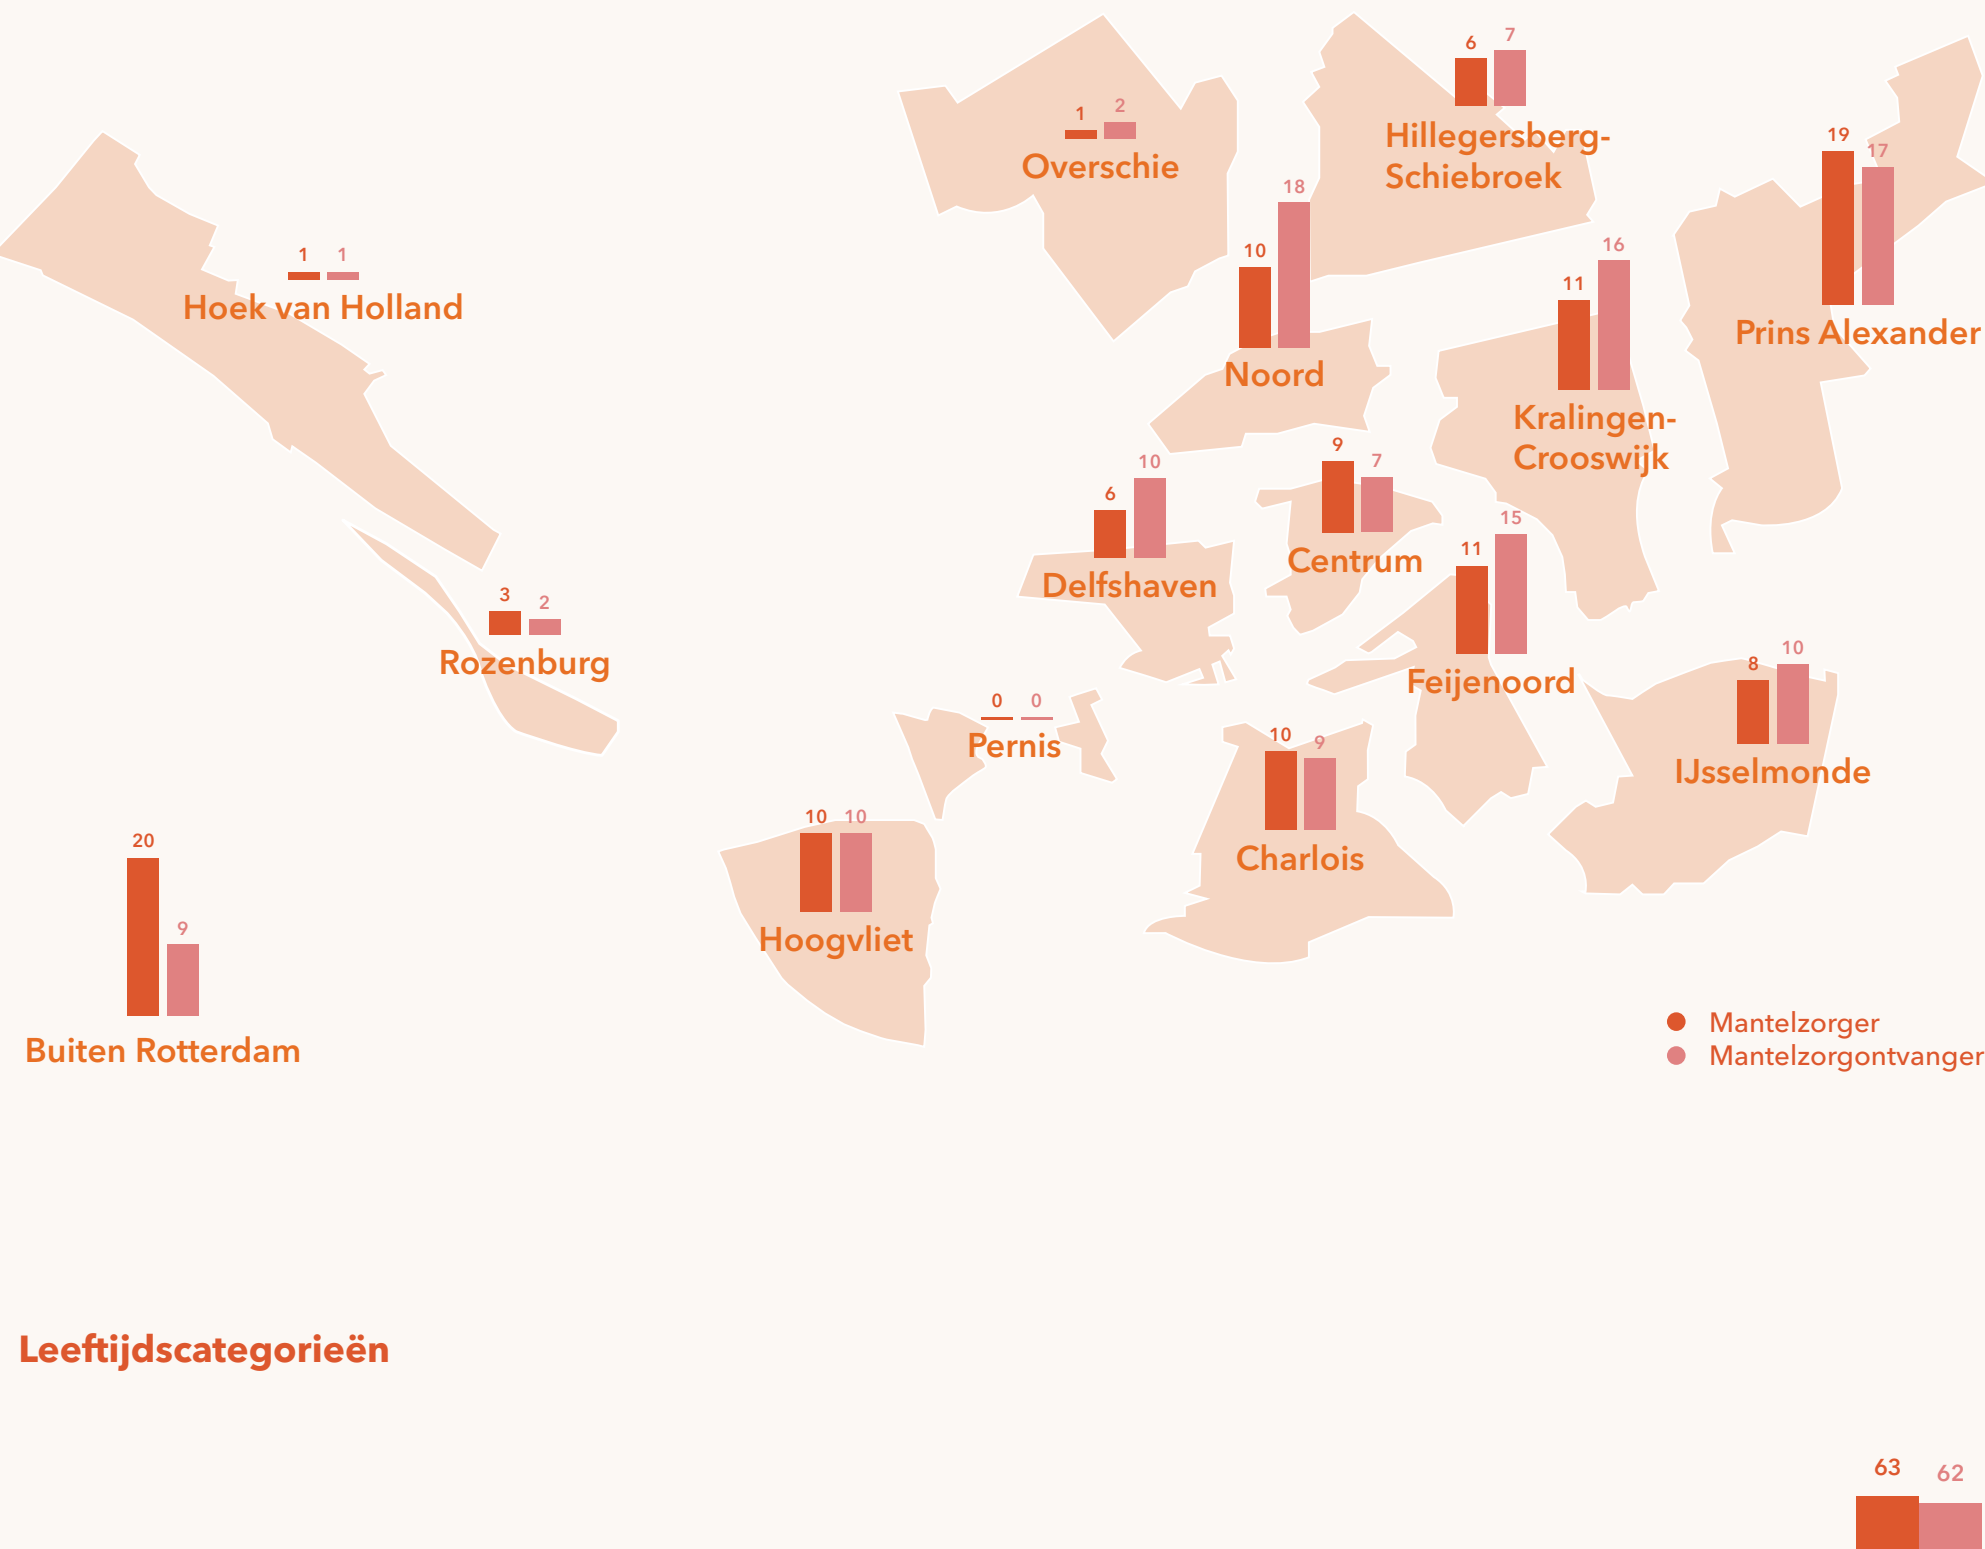 6 7
Hillegersberg-
Schiebroek
1 2
Overschie
19 17
Prins Alexander
10 18
Noord
1 1
Hoek van Holland
11 16
Kralingen-
Crooswijk
9 7
Centrum
6 10
Delfshaven
11 15
Feijenoord
3 2
Rozenburg
8 10
IJsselmonde
0 0
Pernis
10 9
Charlois
10 10
Hoogvliet
20 9
Buiten Rotterdam
Mantelzorger
Mantelzorgontvanger
Leeftijdscategorieën
63 62